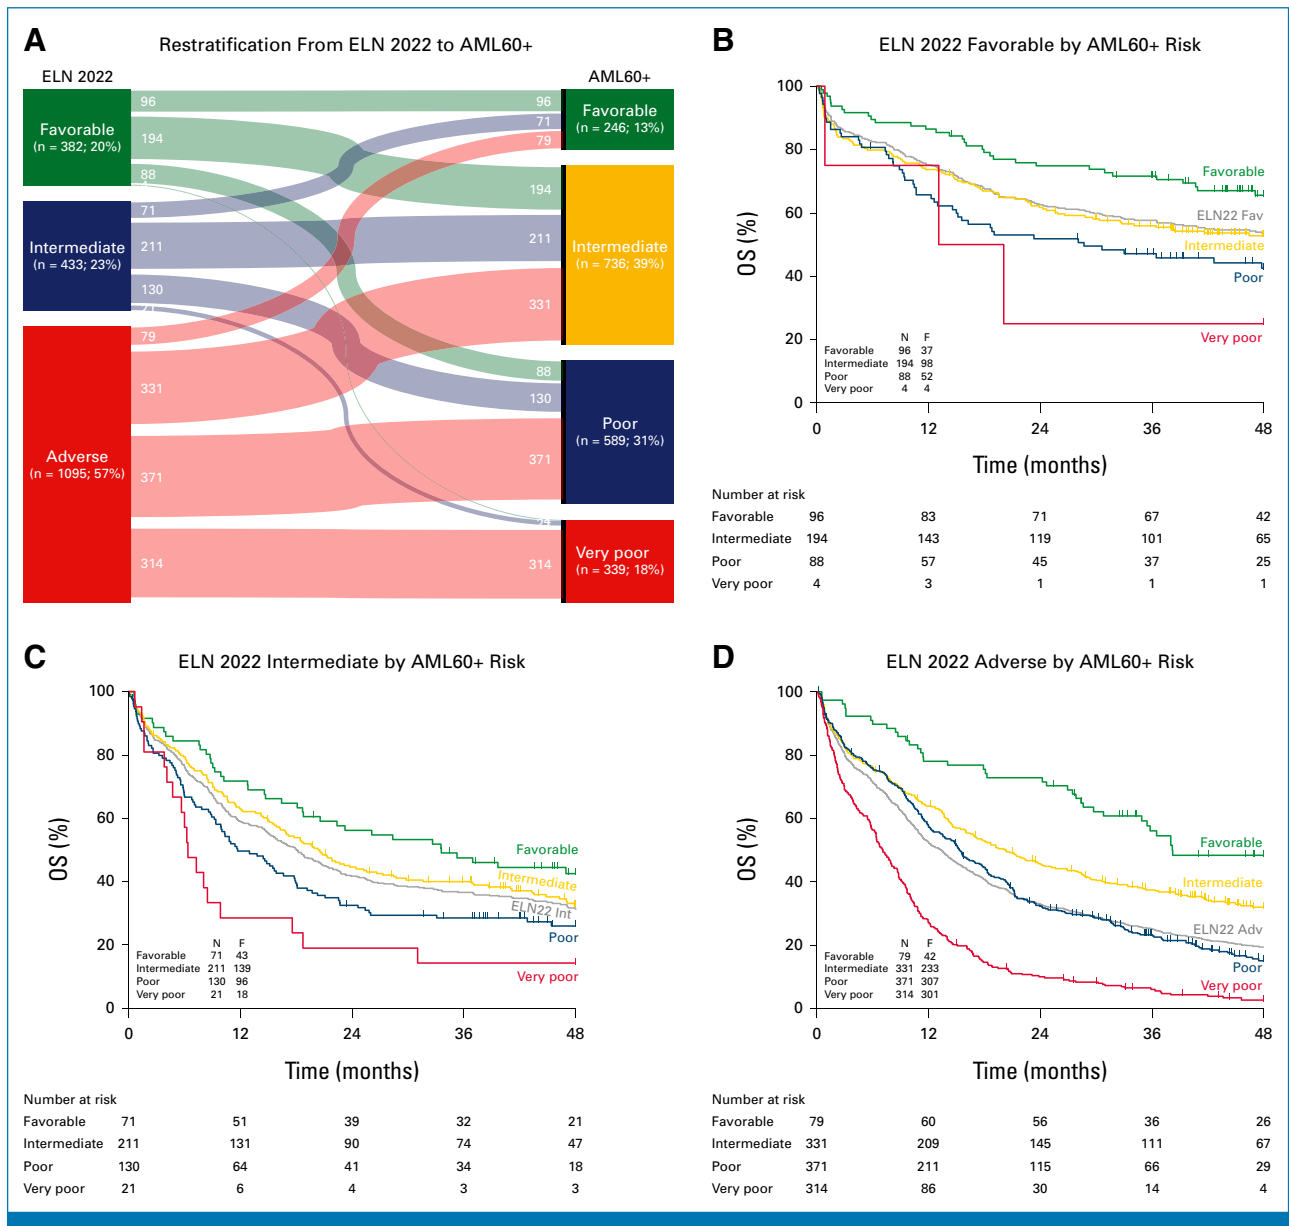 A
Restratification From ELN 2022 to AML60+
ELN 2022
AML60+
Favorable
(n = 382; 20%)
Intermediate
(n = 433; 23%)
Adverse
(n = 1095; 57%)
96
194
88
4
71
211
130
21
79
331
371
314
96
71
79
194
211
331
88
130
371
314
Favorable
(n = 246; 13%)
Intermediate
(n = 736; 39%)
Poor
(n = 589; 31%)
Very poor
(n = 339; 18%)
B
ELN 2022 Favorable by AML60+ Risk
OS (%)
100
80
60
40
20
0
Favorable
ELN22 Fav
Intermediate
Poor
Very poor
N F
Favorable 96 37
Intermediate 194 98
Poor 88 52
Very poor 4 4
0 12 24 36 48
Time (months)
Number at risk
Favorable 96 83 71 67 42
Intermediate 194 143 119 101 65
Poor 88 57 45 37 25
Very poor 4 3 1 1 1
C
ELN 2022 Intermediate by AML60+ Risk
OS (%)
100
80
60
40
20
0
Favorable
Intermediate
ELN22 Int
Poor
Very poor
N F
Favorable 71 43
Intermediate 211 139
Poor 130 96
Very poor 21 18
0 12 24 36 48
Time (months)
Number at risk
Favorable 71 51 39 32 21
Intermediate 211 131 90 74 47
Poor 130 64 41 34 18
Very poor 21 6 4 3 3
D
ELN 2022 Adverse by AML60+ Risk
OS (%)
100
80
60
40
20
0
Favorable
Intermediate
ELN22 Adv
Poor
Very poor
N F
Favorable 79 42
Intermediate 331 233
Poor 371 307
Very poor 314 301
0 12 24 36 48
Time (months)
Number at risk
Favorable 79 60 56 36 26
Intermediate 331 209 145 111 67
Poor 371 211 115 66 29
Very poor 314 86 30 14 4